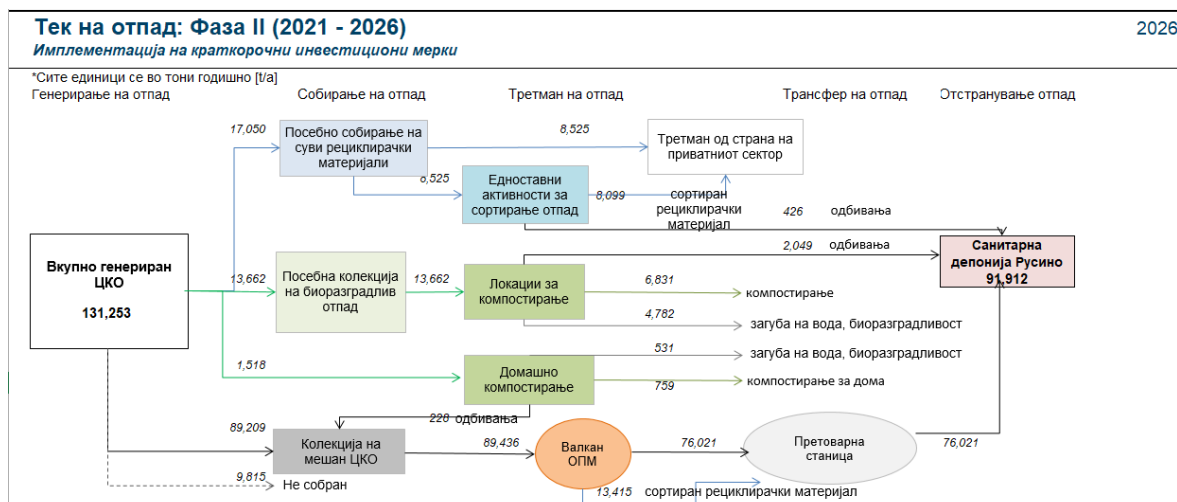 Тек на отпад: Фаза II (2021 - 2026)
2026
Имплементација на краткорочни инвестициони мерки
*Сите единици се во тони годишно [t/a]
Генерирање на отпад
Собирање на отпад
Третман на отпад
Трансфер на отпад
Отстранување отпад
17,050
Посебно собирање на
суви рециклирачки
материјали
8,525
Третман од страна на
приватниот сектор
8,525
Едноставни
активности за
сортирање отпад
8,099
сортиран
рециклирачки
материјал
426
одбивања
2,049
одбивања
Санитарна
депонија Русино
91,912
Вкупно генериран
ЦКО
131,253
13,662
Посебна колекција
на биоразградлив
отпад
13,662
Локации за
компостирање
6,831
компостирање
4,782
загуба на вода, биоразградливост
531
загуба на вода, биоразградливост
1,518
Домашно
компостирање
759
компостирање за дома
228
одбивања
89,209
Колекција на
мешан ЦКО
89,436
Валкан
ОПМ
76,021
Претоварна
станица
76,021
9,815
Не собран
13,415
сортиран рециклирачки материјал